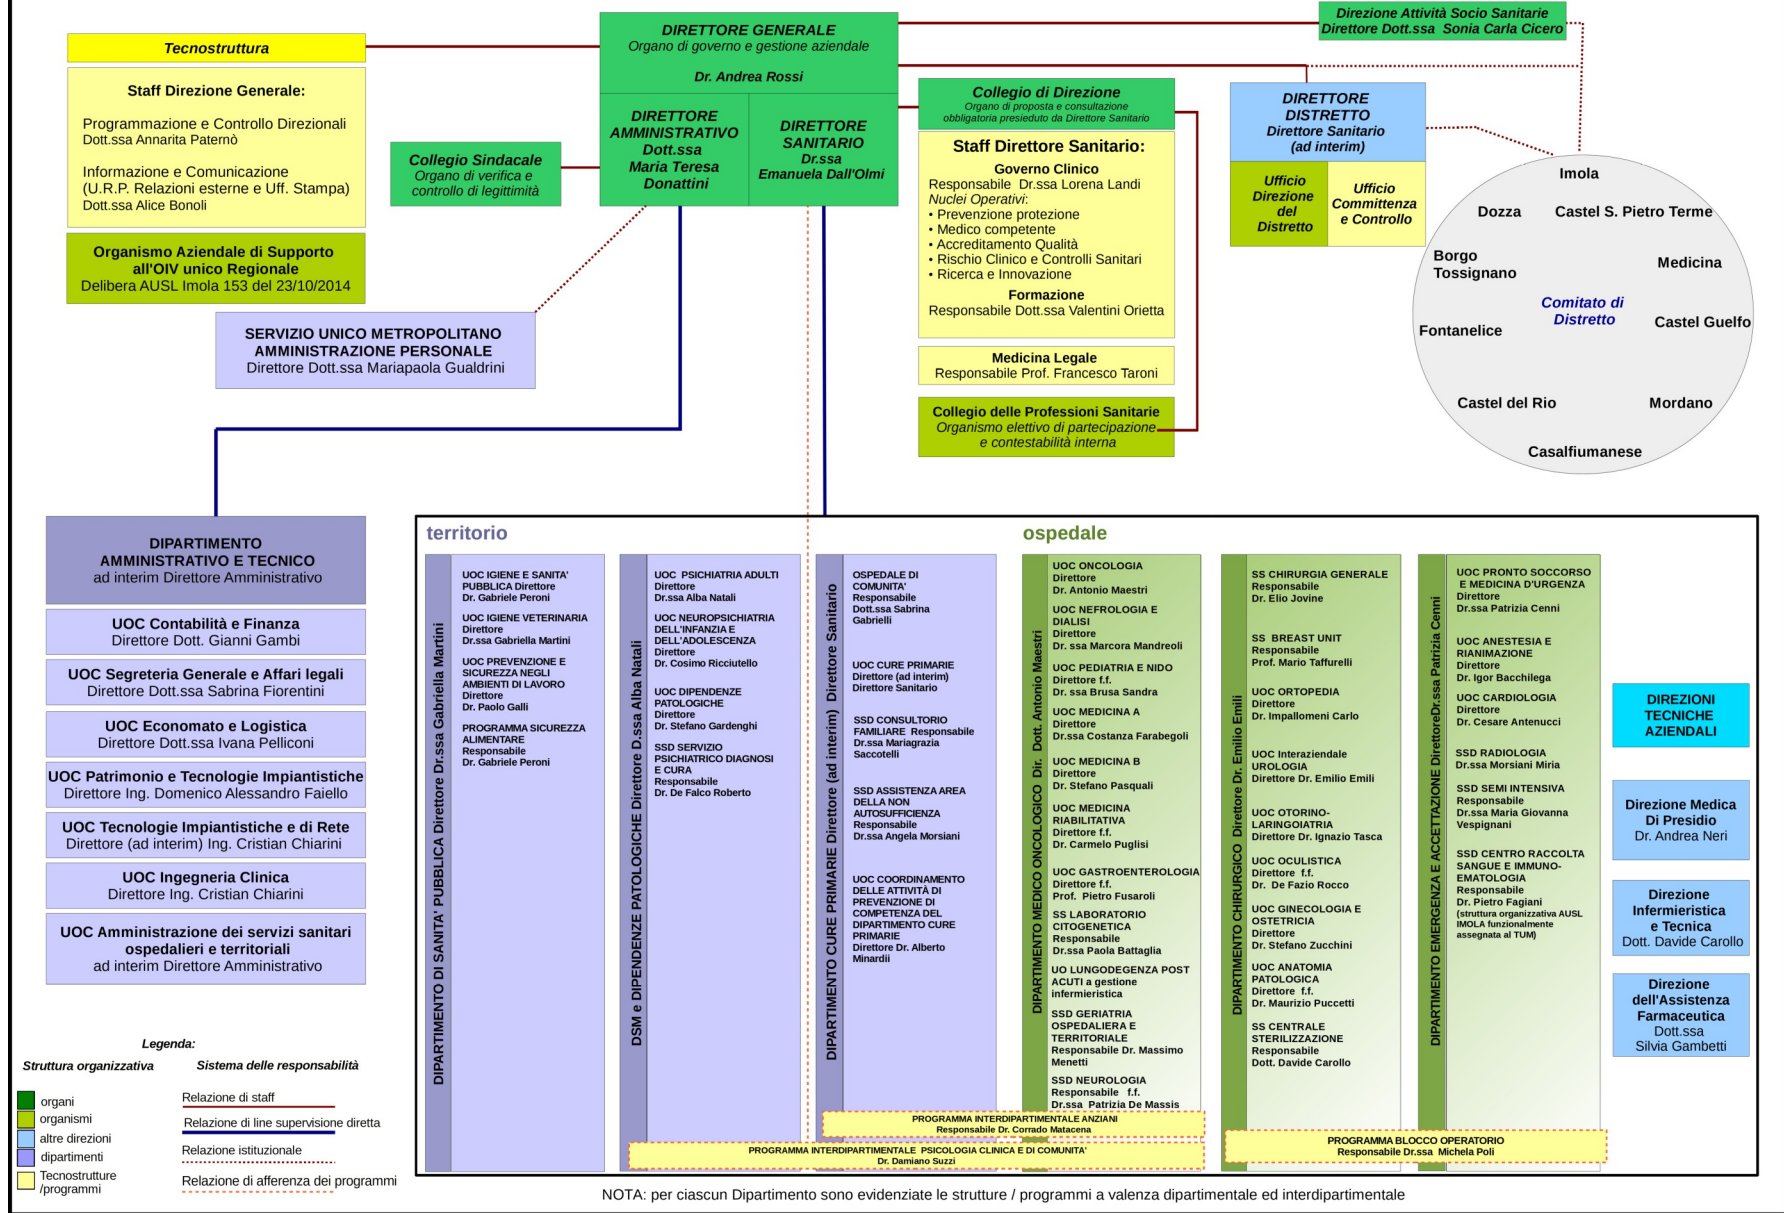 Tecnostruttura
Staff Direzione Generale:
Programmazione e Controllo Direzionali
Dott.ssa Annarita Paternò
Informazione e Comunicazione
(U.R.P. Relazioni esterne e Uff. Stampa)
Dott.ssa Alice Bonoli
Organismo Aziendale di Supporto
all'OIV unico Regionale
Delibera AUSL Imola 153 del 23/10/2014
DIRETTORE GENERALE
Organo di governo e gestione aziendale
Dr. Andrea Rossi
DIRETTORE
AMMINISTRATIVO
Dott.ssa
Maria Teresa
Donattini
DIRETTORE
SANITARIO
Dr.ssa
Emanuela Dall'Olmi
Collegio Sindacale
Organo di verifica e
controllo di legittimità
SERVIZIO UNICO METROPOLITANO
AMMINISTRAZIONE PERSONALE
Direttore Dott.ssa Mariapaola Gualdrini
Collegio di Direzione
Organo di proposta e consultazione
obbligatoria presieduto da Direttore Sanitario
Staff Direttore Sanitario:
Governo Clinico
Responsabile Dr.ssa Lorena Landi
Nuclei Operativi:
• Prevenzione protezione
• Medico competente
• Accreditamento Qualità
• Rischio Clinico e Controlli Sanitari
• Ricerca e Innovazione
Formazione
Responsabile Dott.ssa Valentini Orietta
Medicina Legale
Responsabile Prof. Francesco Taroni
Collegio delle Professioni Sanitarie
Organismo elettivo di partecipazione
e contestabilità interna
Direzione Attività Socio Sanitarie
Direttore Dott.ssa Sonia Carla Cicero
DIRETTORE
DISTRETTO
Direttore Sanitario
(ad interim)
Ufficio
Direzione
del
Distretto
Ufficio
Committenza
e Controllo
Imola
Dozza
Castel S. Pietro Terme
Borgo
Tossignano
Medicina
Comitato di
Distretto
Fontanelice
Castel Guelfo
Castel del Rio
Mordano
Casalfiumanese
DIPARTIMENTO
AMMINISTRATIVO E TECNICO
ad interim Direttore Amministrativo
UOC Contabilità e Finanza
Direttore Dott. Gianni Gambi
UOC Segreteria Generale e Affari legali
Direttore Dott.ssa Sabrina Fiorentini
UOC Economato e Logistica
Direttore Dott.ssa Ivana Pelliconi
UOC Patrimonio e Tecnologie Impiantistiche
Direttore Ing. Domenico Alessandro Faiello
UOC Tecnologie Impiantistiche e di Rete
Direttore (ad interim) Ing. Cristian Chiarini
UOC Ingegneria Clinica
Direttore Ing. Cristian Chiarini
UOC Amministrazione dei servizi sanitari
ospedalieri e territoriali
ad interim Direttore Amministrativo
territorio
DIPARTIMENTO DI SANITA' PUBBLICA Direttore Dr.ssa Gabriella Martini
UOC IGIENE E SANITA'
PUBBLICA Direttore
Dr. Gabriele Peroni
UOC IGIENE VETERINARIA
Direttore
Dr.ssa Gabriella Martini
UOC PREVENZIONE E
SICUREZZA NEGLI
AMBIENTI DI LAVORO
Direttore
Dr. Paolo Galli
PROGRAMMA SICUREZZA
ALIMENTARE
Responsabile
Dr. Gabriele Peroni
DSM e DIPENDENZE PATOLOGICHE Direttore D.ssa Alba Natali
UOC PSICHIATRIA ADULTI
Direttore
Dr.ssa Alba Natali
UOC NEUROPSICHIATRIA
DELL'INFANZIA E
DELL'ADOLESCENZA
Direttore
Dr. Cosimo Ricciutello
UOC DIPENDENZE
PATOLOGICHE
Direttore
Dr. Stefano Gardenghi
SSD SERVIZIO
PSICHIATRICO DIAGNOSI
E CURA
Responsabile
Dr. De Falco Roberto
DIPARTIMENTO CURE PRIMARIE Direttore (ad interim) Direttore Sanitario
OSPEDALE DI
COMUNITA'
Responsabile
Dott.ssa Sabrina
Gabrielli
UOC CURE PRIMARIE
Direttore (ad interim)
Direttore Sanitario
SSD CONSULTORIO
FAMILIARE Responsabile
Dr.ssa Mariagrazia
Saccotelli
SSD ASSISTENZA AREA
DELLA NON
AUTOSUFFICIENZA
Responsabile
Dr.ssa Angela Morsiani
UOC COORDINAMENTO
DELLE ATTIVITÀ DI
PREVENZIONE DI
COMPETENZA DEL
DIPARTIMENTO CURE
PRIMARIE
Direttore Dr. Alberto
Minardii
ospedale
DIPARTIMENTO MEDICO ONCOLOGICO Dir. Dott. Antonio Maestri
UOC ONCOLOGIA
Direttore
Dr. Antonio Maestri
UOC NEFROLOGIA E
DIALISI
Direttore
Dr. ssa Marcora Mandreoli
UOC PEDIATRIA E NIDO
Direttore f.f.
Dr. ssa Brusa Sandra
UOC MEDICINA A
Direttore
Dr.ssa Costanza Farabegoli
UOC MEDICINA B
Direttore
Dr. Stefano Pasquali
UOC MEDICINA
RIABILITATIVA
Direttore f.f.
Dr. Carmelo Puglisi
UOC GASTROENTEROLOGIA
Direttore f.f.
Prof. Pietro Fusaroli
SS LABORATORIO
CITOGENETICA
Responsabile
Dr.ssa Paola Battaglia
UO LUNGODEGENZA POST
ACUTI a gestione
infermieristica
SSD GERIATRIA
OSPEDALIERA E
TERRITORIALE
Responsabile Dr. Massimo
Menetti
SSD NEUROLOGIA
Responsabile f.f.
Dr.ssa Patrizia De Massis
DIPARTIMENTO CHIRURGICO Direttore Dr. Emilio Emili
SS CHIRURGIA GENERALE
Responsabile
Dr. Elio Jovine
SS BREAST UNIT
Responsabile
Prof. Mario Taffurelli
UOC ORTOPEDIA
Direttore
Dr. Impallomeni Carlo
UOC Interaziendale
UROLOGIA
Direttore Dr. Emilio Emili
UOC OTORINO-
LARINGOIATRIA
Direttore Dr. Ignazio Tasca
UOC OCULISTICA
Direttore f.f.
Dr. De Fazio Rocco
UOC GINECOLOGIA E
OSTETRICIA
Direttore
Dr. Stefano Zucchini
UOC ANATOMIA
PATOLOGICA
Direttore f.f.
Dr. Maurizio Puccetti
SS CENTRALE
STERILIZZAZIONE
Responsabile
Dott. Davide Carollo
DIPARTIMENTO EMERGENZA E ACCETTAZIONE DirettoreDr.ssa Patrizia Cenni
UOC PRONTO SOCCORSO
E MEDICINA D'URGENZA
Direttore
Dr.ssa Patrizia Cenni
UOC ANESTESIA E
RIANIMAZIONE
Direttore
Dr. Igor Bacchilega
UOC CARDIOLOGIA
Direttore
Dr. Cesare Antenucci
SSD RADIOLOGIA
Dr.ssa Morsiani Miria
SSD SEMI INTENSIVA
Responsabile
Dr.ssa Maria Giovanna
Vespignani
SSD CENTRO RACCOLTA
SANGUE E IMMUNO-
EMATOLOGIA
Responsabile
Dr. Pietro Fagiani
(struttura organizzativa AUSL
IMOLA funzionalmente
assegnata al TUM)
PROGRAMMA INTERDIPARTIMENTALE ANZIANI
Responsabile Dr. Corrado Matacena
PROGRAMMA INTERDIPARTIMENTALE PSICOLOGIA CLINICA E DI COMUNITA'
Dr. Damiano Suzzi
PROGRAMMA BLOCCO OPERATORIO
Responsabile Dr.ssa Michela Poli
DIREZIONI
TECNICHE
AZIENDALI
Direzione Medica
Di Presidio
Dr. Andrea Neri
Direzione
Infermieristica
e Tecnica
Dott. Davide Carollo
Direzione
dell'Assistenza
Farmaceutica
Dott.ssa
Silvia Gambetti
Legenda:
Struttura organizzativa
organi
organismi
altre direzioni
dipartimenti
Tecnostrutture
/programmi
Sistema delle responsabilità
Relazione di staff
Relazione di line supervisione diretta
Relazione istituzionale
Relazione di afferenza dei programmi
NOTA: per ciascun Dipartimento sono evidenziate le strutture / programmi a valenza dipartimentale ed interdipartimentale